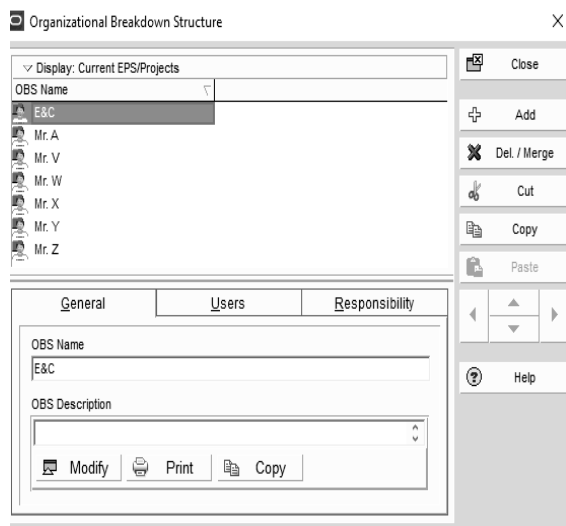 Organizational Breakdown Structure
Display: Current EPS/Projects
OBS Name
E&C
Mr. A
Mr. V
Mr. W
Mr. X
Mr. Y
Mr. Z
Close
Add
Del. / Merge
Cut
Copy
Paste
Help
General Users Responsibility
OBS Name
E&C
OBS Description
Modify Print Copy